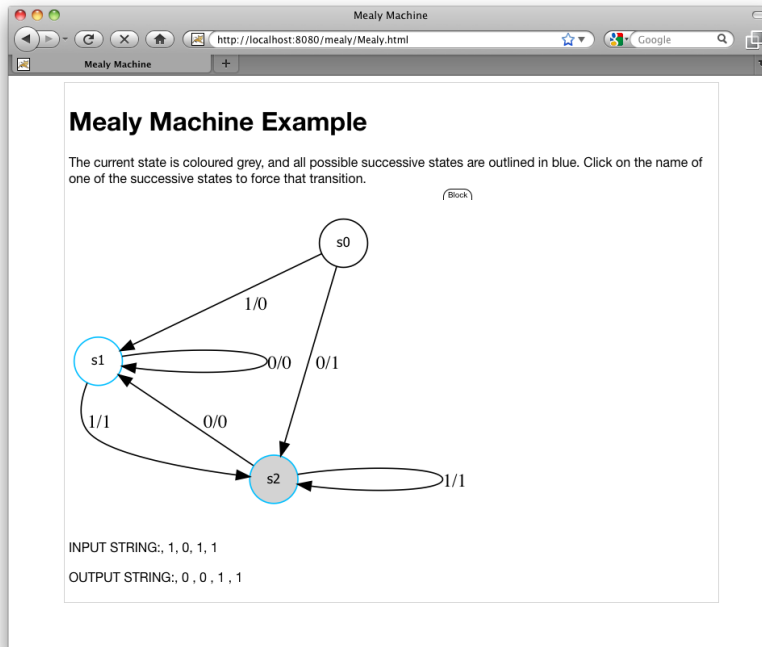 Mealy Machine
http://localhost:8080/mealy/Mealy.html
Google
Mealy Machine
+
Mealy Machine Example
The current state is coloured grey, and all possible successive states are outlined in blue. Click on the name of
one of the successive states to force that transition.
Block
s0
1/0
s1
0/0
0/1
1/1
0/0
s2
1/1
INPUT STRING:, 1, 0, 1, 1
OUTPUT STRING:, 0 , 0 , 1 , 1